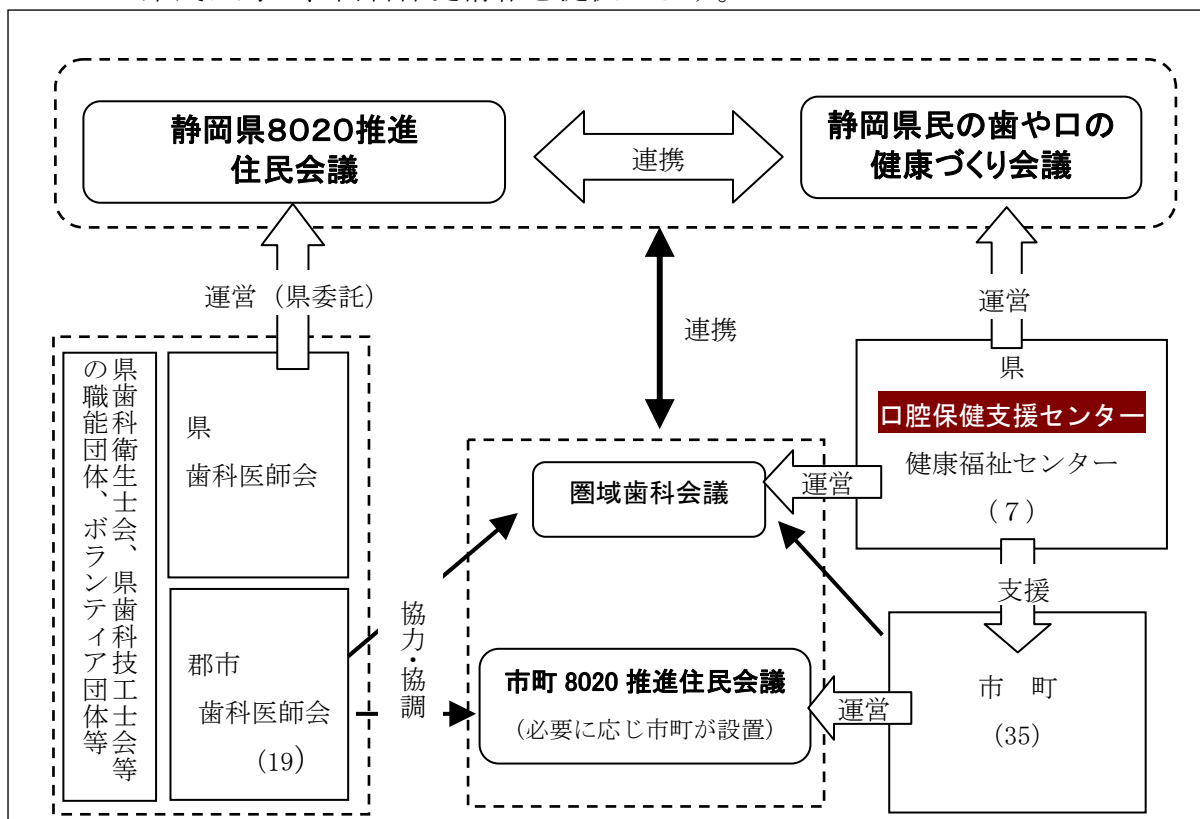 静岡県8020推進
住民会議
連携
静岡県民の歯や口の
健康づくり会議
運営（県委託）
連携
運営
県歯科衛生士会、県歯科技工士会等
の職能団体、ボランティア団体等
県
歯科医師会
郡市
歯科医師会
(19)
協力・協調
圏域歯科会議
運営
市町 8020 推進住民会議
(必要に応じ市町が設置)
運営
県
口腔保健支援センター
健康福祉センター
(７)
支援
市　町
(35)